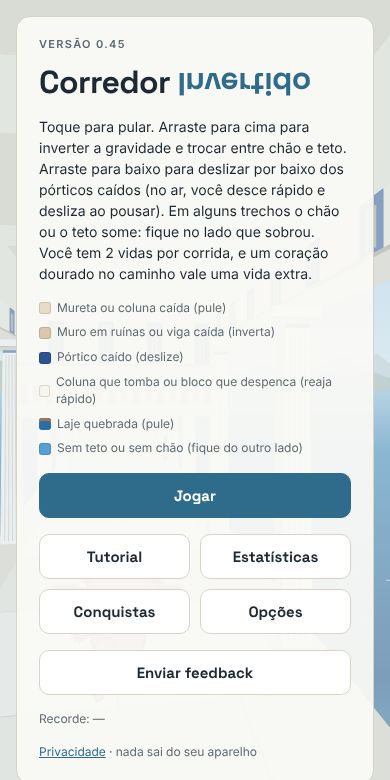 VERSÃO 0.45
Corredor Invertido
Toque para pular. Arraste para cima para
inverter a gravidade e trocar entre chão e teto.
Arraste para baixo para deslizar por baixo dos
pórticos caídos (no ar, você desce rápido e
desliza ao pousar). Em alguns trechos o chão
ou o teto some: fique no lado que sobrou.
Você tem 2 vidas por corrida, e um coração
dourado no caminho vale uma vida extra.
Mureta ou coluna caída (pule)
Muro em ruínas ou viga caída (inverta)
Pórtico caído (deslize)
Coluna que tomba ou bloco que despenca (reaja
rápido)
Laje quebrada (pule)
Sem teto ou sem chão (fique do outro lado)
Jogar
Tutorial
Estatísticas
Conquistas
Opções
Enviar feedback
Recorde: —
Privacidade · nada sai do seu aparelho